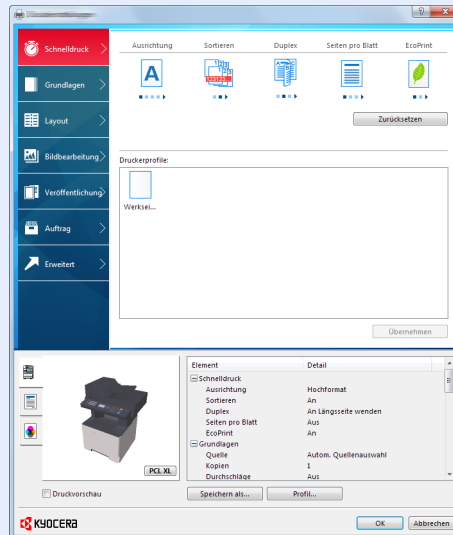 Schnelldruck
Grundlagen
Layout
Bildbearbeitung
Veröffentlichung
Auftrag
Erweitert
Ausrichtung Sortieren Duplex Seiten pro Blatt EcoPrint
A
123123...
Zurücksetzen
Druckerprofile:
Werksei...
Übernehmen
PCL XL
Druckvorschau
Element Detail
Schnelldruck
Ausrichtung Hochformat
Sortieren An
Duplex An Längsseite wenden
Seiten pro Blatt Aus
EcoPrint An
Grundlagen
Quelle Autom. Quellenauswahl
Kopien 1
Durchschläge Aus
Speichern als... Profil...
KYOCERA
OK Abbrechen